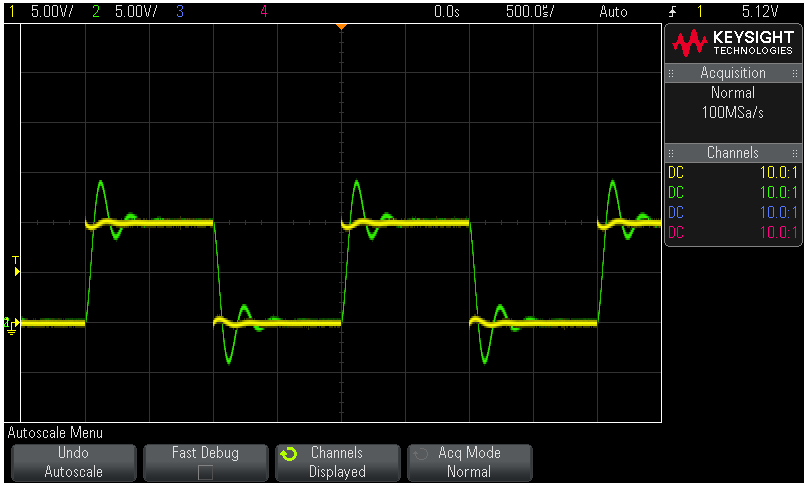 1 5.00V/ 2 5.00V/ 3 4 0.0s 500.0µs/ Auto 1 5.12V
KEYSIGHT
TECHNOLOGIES
Acquisition
Normal
100MSa/s
Channels
DC 10.0:1
DC 10.0:1
DC 10.0:1
DC 10.0:1
T
Autoscale Menu
Undo
Autoscale
Fast Debug
Channels
Displayed
Acq Mode
Normal